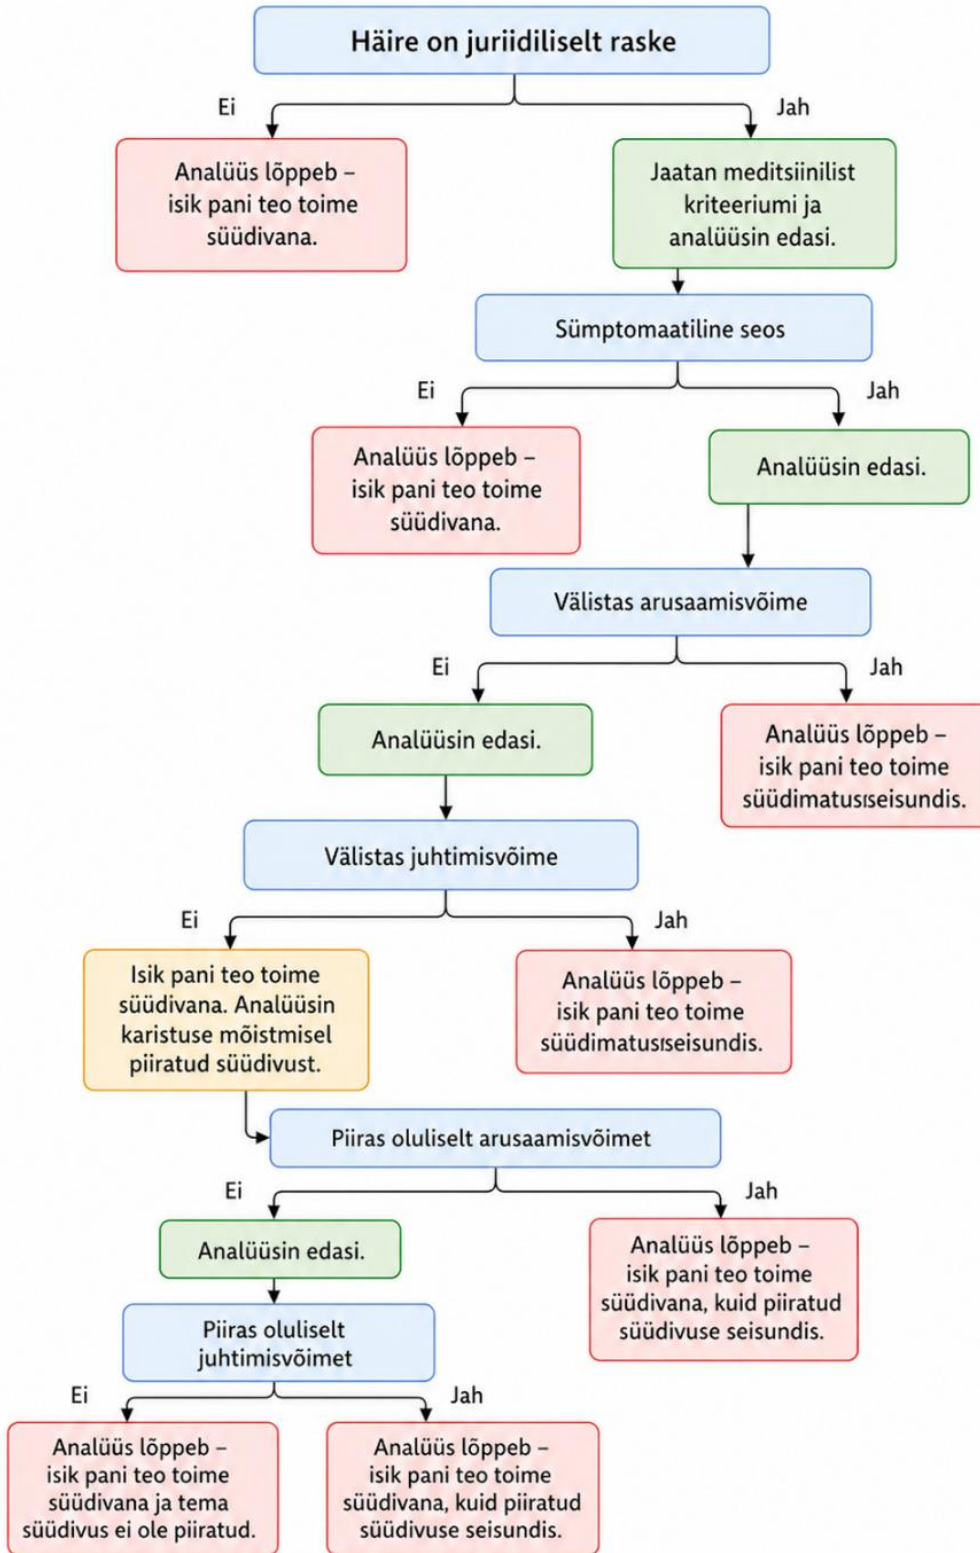 Häire on juriidiliselt raske
Ei
Jah
Analüüs lõppeb –
isik pani teo toime
süüdivana.
Jaatan meditsiinilist
kriteeriumi ja
analüüsin edasi.
Sümptomaatiline seos
Ei
Jah
Analüüs lõppeb –
isik pani teo toime
süüdivana.
Analüüsin edasi.
Välistas arusaamisvõime
Ei
Jah
Analüüsin edasi.
Analüüs lõppeb –
isik pani teo toime
Välistas juhtimisvõime
Ei
Jah
Isik pani teo toime
süüdivana. Analüüsin
karistuse mõistmisel
piiratud süüdivust.
Analüüs lõppeb –
isik pani teo toime
Piiras oluliselt arusaamisvõimet
Ei
Jah
Analüüsin edasi.
Analüüs lõppeb –
isik pani teo toime
süüdivana, kuid piiratud
süüdivuse seisundis.
Piiras oluliselt
juhtimisvõimet
Ei
Jah
Analüüs lõppeb –
isik pani teo toime
süüdivana ja tema
süüdivus ei ole piiratud.
Analüüs lõppeb –
isik pani teo toime
süüdivana, kuid piiratud
süüdivuse seisundis.